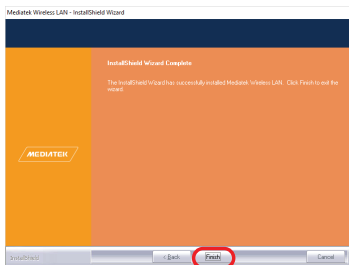 Mediatek Wireless LAN - InstallShield Wizard
InstallShield Wizard Complete
The InstallShield Wizard has successfully installed Mediatek Wireless LAN. Click Finish to exit the
wizard.
MEDIATEK
InstallShield
< Back
Finish
Cancel